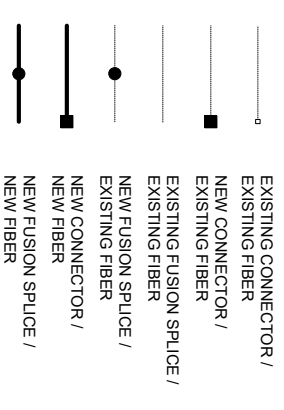 EXISTING CONNECTOR /
EXISTING FIBER
NEW CONNECTOR /
EXISTING FIBER
EXISTING FUSION SPLICE /
EXISTING FIBER
NEW FUSION SPLICE /
EXISTING FIBER
NEW CONNECTOR /
NEW FIBER
NEW FUSION SPLICE /
NEW FIBER